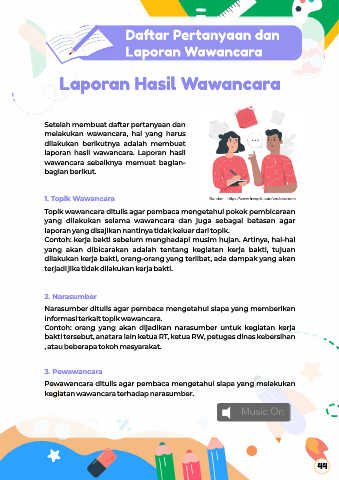 Daftar Pertanyaan dan
Laporan Wawancara
Laporan Hasil Wawancara
Setelah membuat daftar pertanyaan dan
melakukan wawancara, hal yang harus
dilakukan berikutnya adalah membuat
laporan hasil wawancara. Laporan hasil
wawancara sebaiknya memuat bagian-
bagian berikut.
1. Topik Wawancara
Topik wawancara ditulis agar pembaca mengetahui pokok pembicaraan
yang dilakukan selama wawancara dan juga sebagai batasan agar
laporan yang disajikan nantinya tidak keluar dari topik.
Contoh: kerja bakti sebelum menghadapi musim hujan. Artinya, hal-hal
yang akan dibicarakan adalah tentang kegiatan kerja bakti, tujuan
dilakukan kerja bakti, orang-orang yang terlibat, ada dampak yang akan
terjadi jika tidak dilakukan kerja bakti.
2. Narasumber
Narasumber ditulis agar pembaca mengetahui siapa yang memberikan
informasi terkait topik wawancara.
Contoh: orang yang akan dijadikan narasumber untuk kegiatan kerja
bakti tersebut, anatara lain ketua RT, ketua RW, petugas dinas kebersihan
, atau beberapa tokoh masyarakat.
3. Pewawancara
Pewawancara ditulis agar pembaca mengetahui siapa yang melakukan
kegiatan wawancara terhadap narasumber.
Music On
44